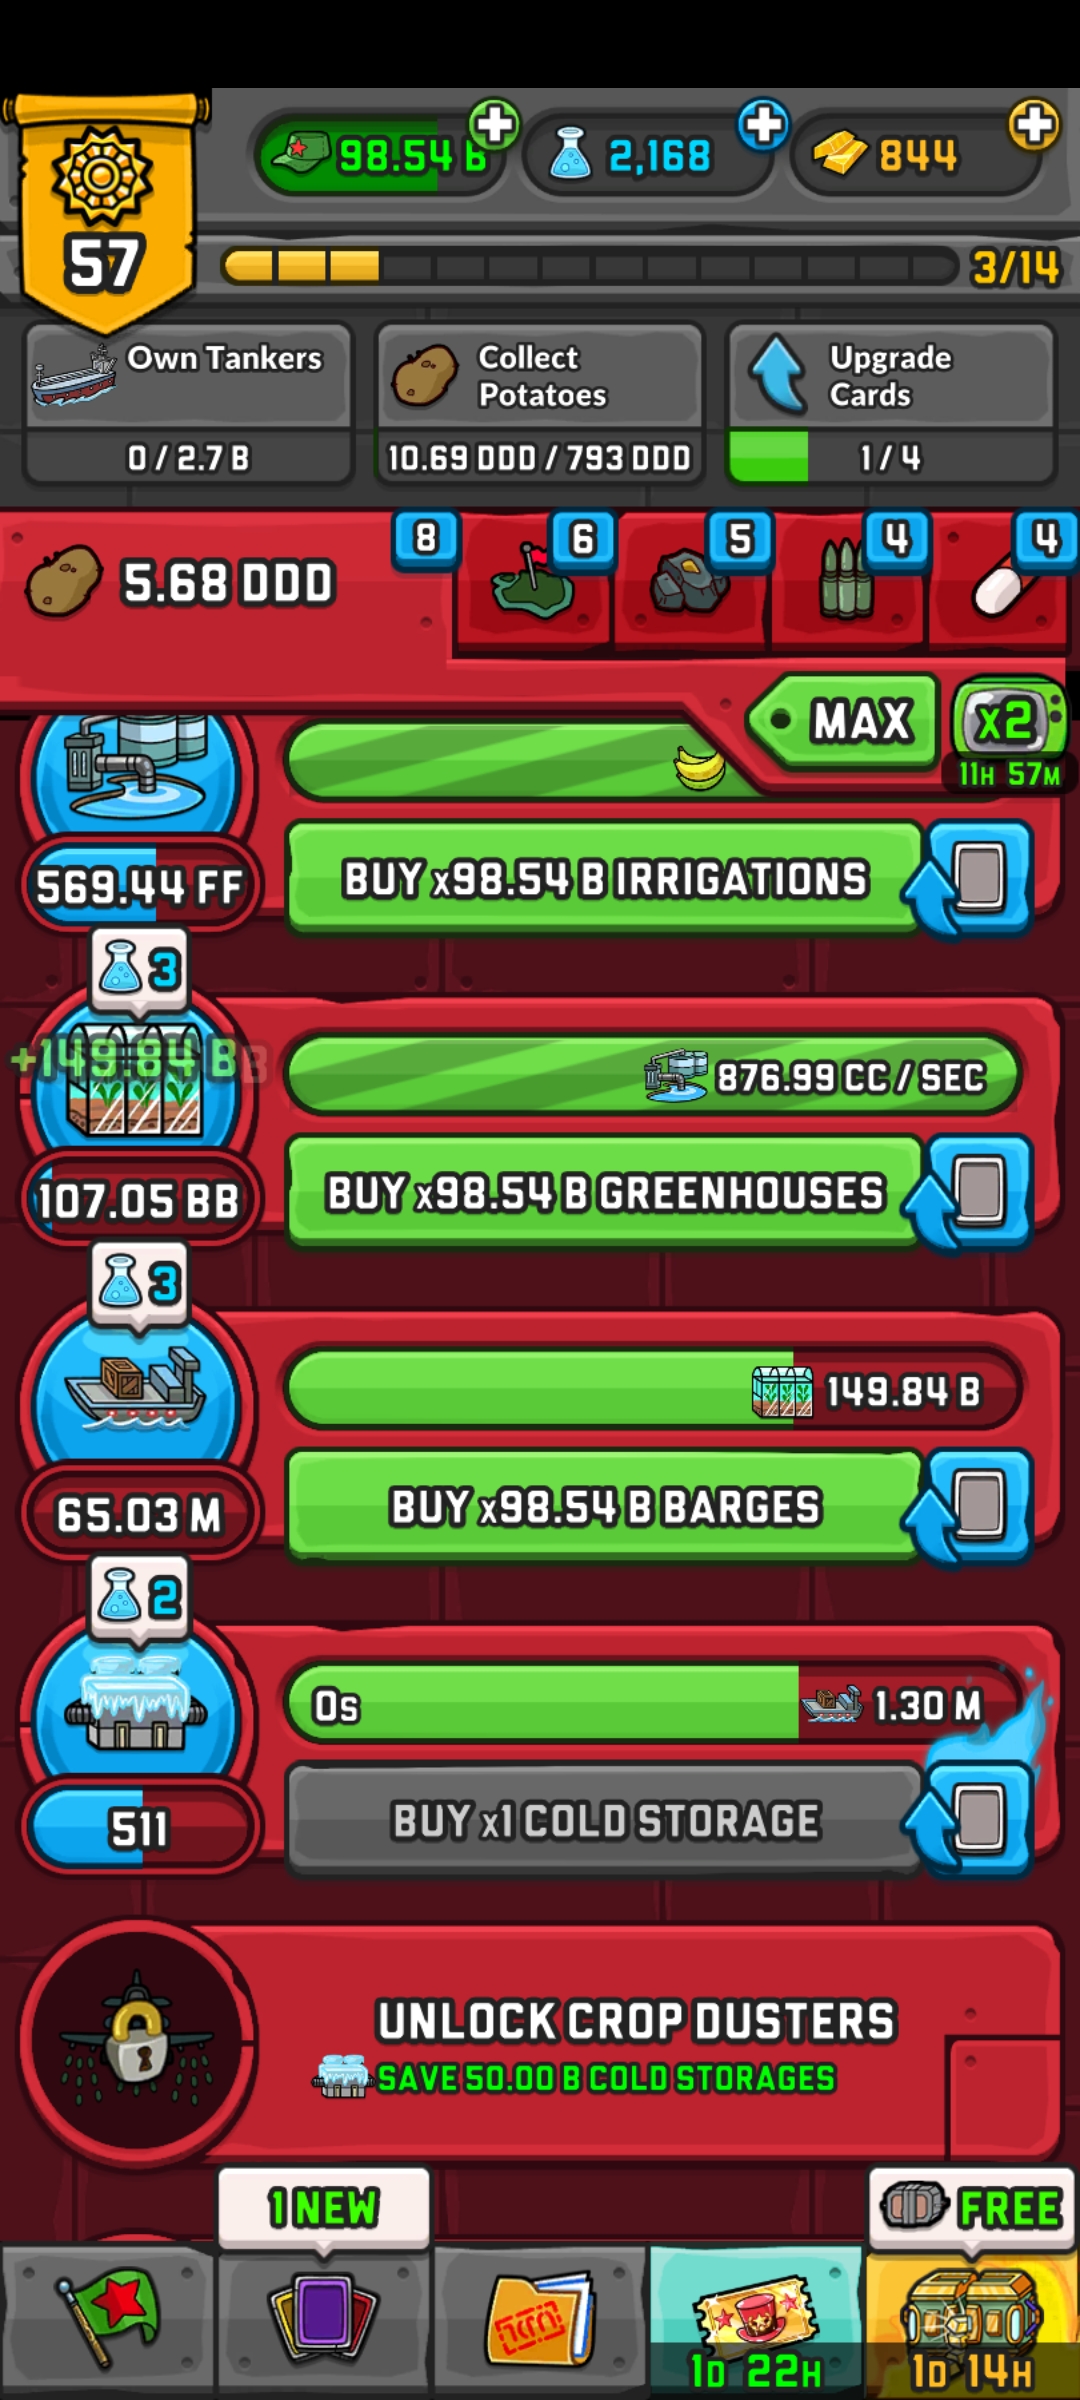 57
98.54 B
2,168
844
3/14
Own Tankers
0 / 2.7 B
Collect
Potatoes
10.69 DDD / 793 DDD
Upgrade
Cards
1 / 4
5.68 DDD
8
6
5
4
4
MAX
x2
11H 57M
569.44 FF
BUY x98.54 B IRRIGATIONS
3
+149.84 B
876.99 CC / SEC
107.05 BB
BUY x98.54 B GREENHOUSES
3
149.84 B
65.03 M
BUY x98.54 B BARGES
2
0s
1.30 M
511
BUY x1 COLD STORAGE
UNLOCK CROP DUSTERS
SAVE 50.00 B COLD STORAGES
1 NEW
FREE
1D 22H
1D 14H